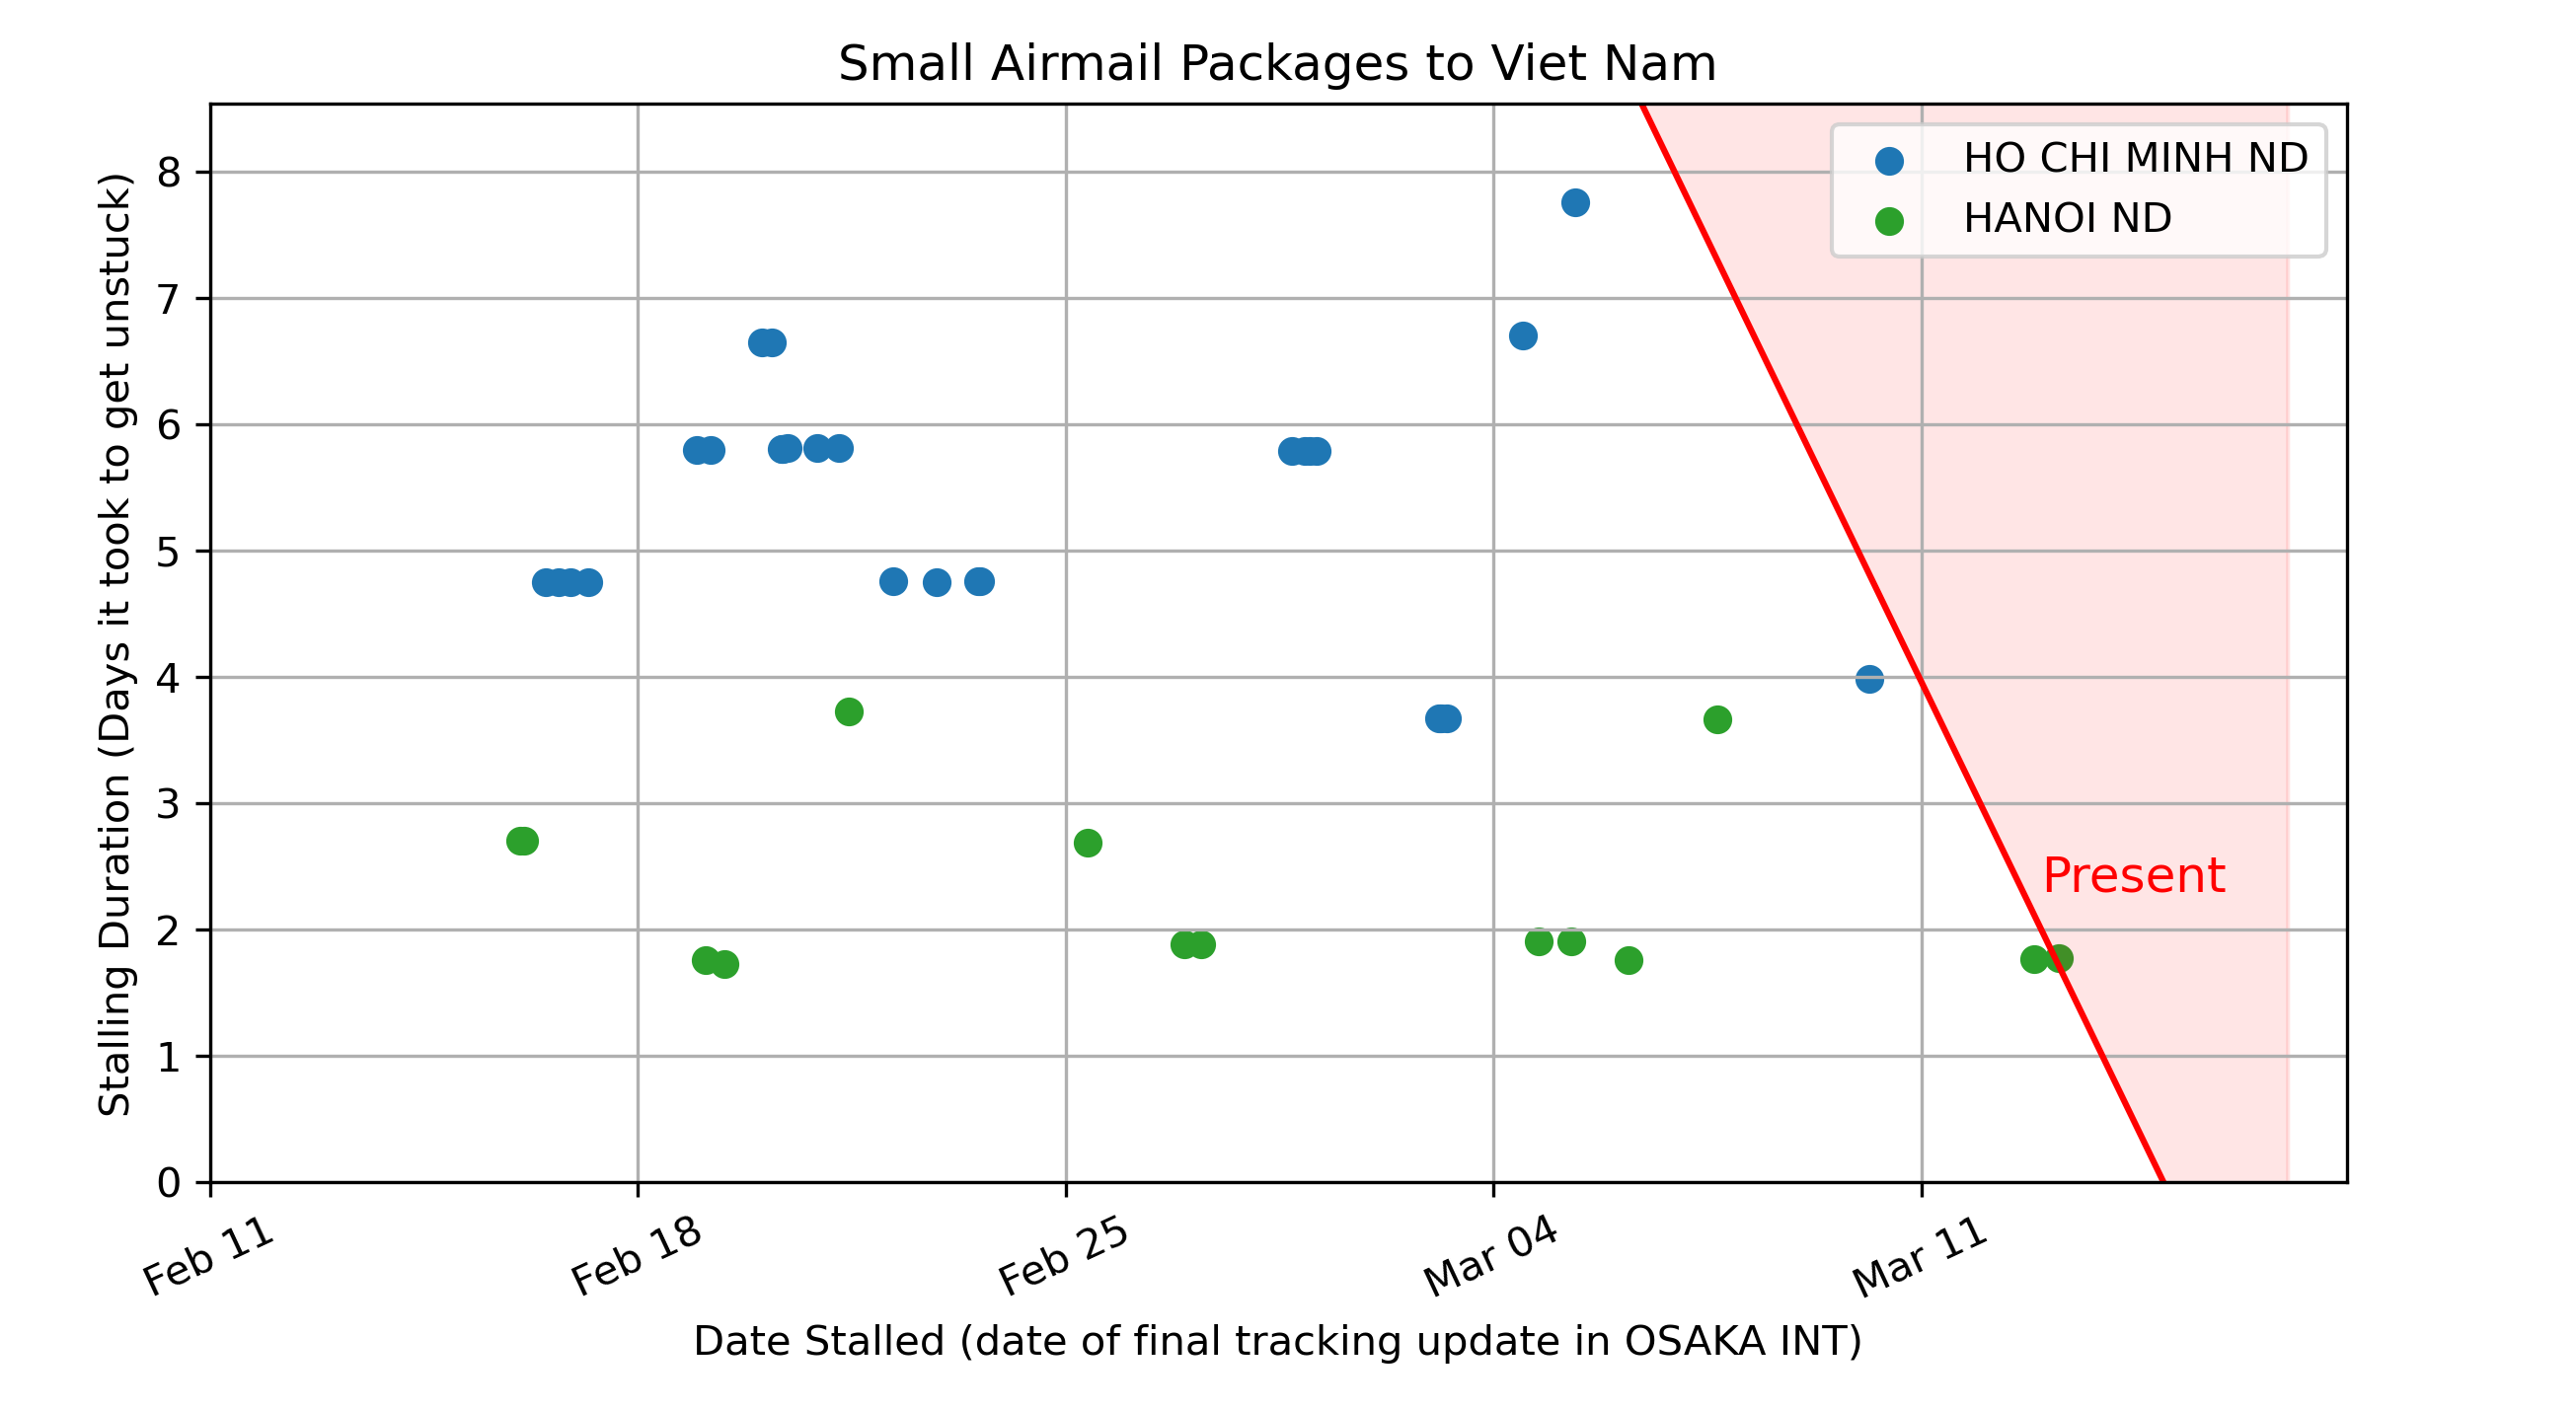 Small Airmail Packages to Viet Nam
Stalling Duration (Days it took to get unstuck)
8
7
6
5
4
3
2
1
0
HO CHI MINH ND
HANOI ND
Present
Feb 11
Feb 18
Feb 25
Mar 04
Mar 11
Date Stalled (date of final tracking update in OSAKA INT)